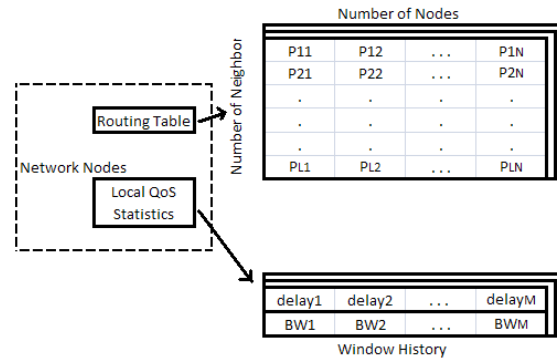 Number of Nodes
Number of Neighbor
P11 P12 ... P1N
P21 P22 ... P2N
. . . .
. . . .
. . . .
PL1 PL2 ... PLN
Routing Table
Network Nodes
Local QoS
Statistics
delay1 delay2 ... delayM
BW1 BW2 ... BWM
Window History